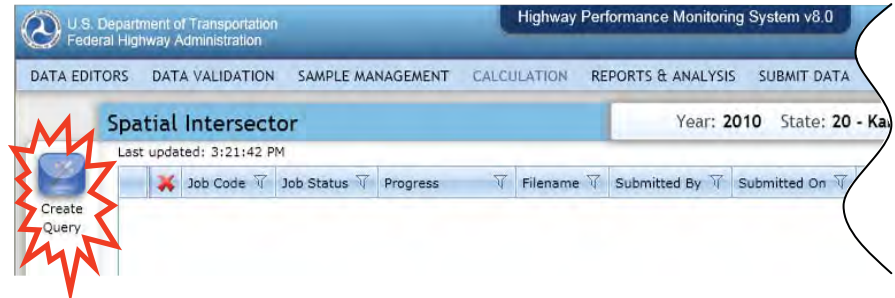 U.S. Department of Transportation
Federal Highway Administration
Highway Performance Monitoring System v8.0
DATA EDITORS DATA VALIDATION SAMPLE MANAGEMENT CALCULATION REPORTS & ANALYSIS SUBMIT DATA
Spatial Intersector
Year: 2010 State: 20 - Ka
Last updated: 3:21:42 PM
Job Code Job Status Progress Filename Submitted By Submitted On
Create
Query